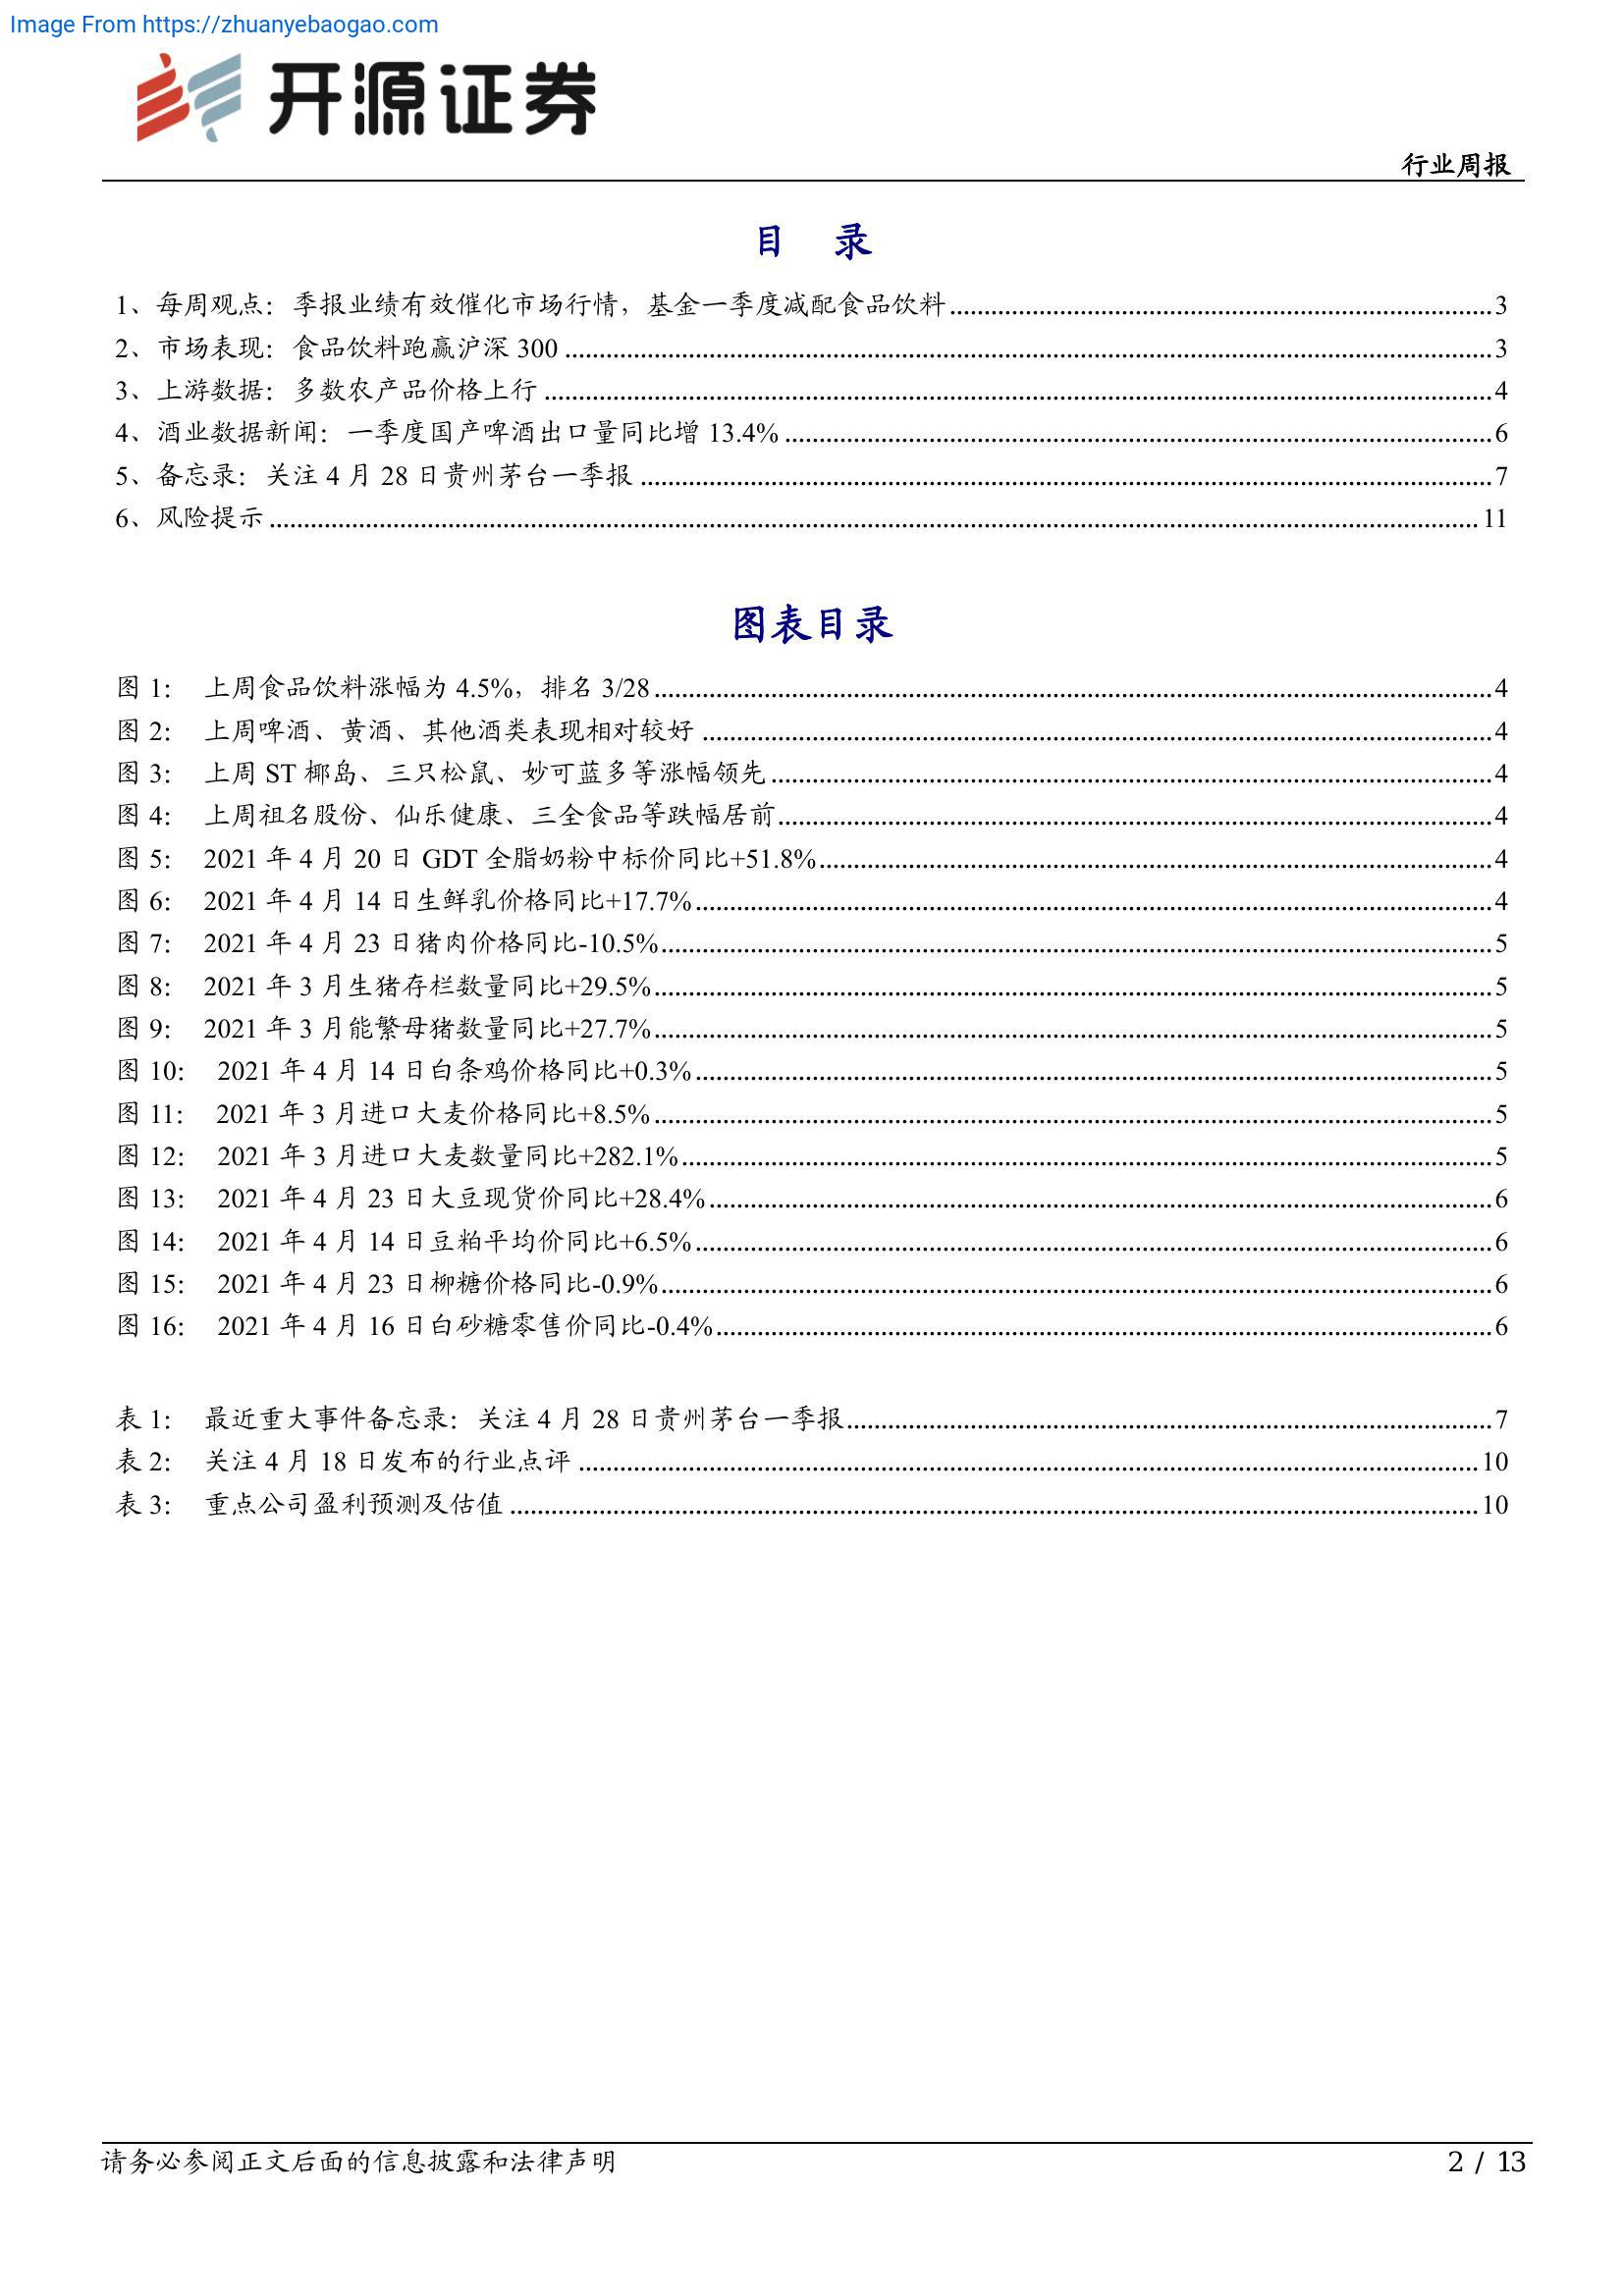 Image From https://zhuanyebaogao.com
开源证券
行业周报
目 录
1、每周观点：季报业绩有效催化市场行情，基金一季度减配食品饮料 3
2、市场表现：食品饮料跑赢沪深 300 3
3、上游数据：多数农产品价格上行 4
4、酒业数据新闻：一季度国产啤酒出口量同比增 13.4% 6
5、备忘录：关注 4 月 28 日贵州茅台一季报 7
6、风险提示 11
图表目录
图 1： 上周食品饮料涨幅为 4.5%，排名 3/28 4
图 2： 上周啤酒、黄酒、其他酒类表现相对较好 4
图 3： 上周 ST 椰岛、三只松鼠、妙可蓝多等涨幅领先 4
图 4： 上周祖名股份、仙乐健康、三全食品等跌幅居前 4
图 5： 2021 年 4 月 20 日 GDT 全脂奶粉中标价同比+51.8% 4
图 6： 2021 年 4 月 14 日生鲜乳价格同比+17.7% 4
图 7： 2021 年 4 月 23 日猪肉价格同比-10.5% 5
图 8： 2021 年 3 月生猪存栏数量同比+29.5% 5
图 9： 2021 年 3 月能繁母猪数量同比+27.7% 5
图 10： 2021 年 4 月 14 日白条鸡价格同比+0.3% 5
图 11： 2021 年 3 月进口大麦价格同比+8.5% 5
图 12： 2021 年 3 月进口大麦数量同比+282.1% 5
图 13： 2021 年 4 月 23 日大豆现货价同比+28.4% 6
图 14： 2021 年 4 月 14 日豆粕平均价同比+6.5% 6
图 15： 2021 年 4 月 23 日柳糖价格同比-0.9% 6
图 16： 2021 年 4 月 16 日白砂糖零售价同比-0.4% 6
表 1： 最近重大事件备忘录：关注 4 月 28 日贵州茅台一季报 7
表 2： 关注 4 月 18 日发布的行业点评 10
表 3： 重点公司盈利预测及估值 10
请务必参阅正文后面的信息披露和法律声明 2 / 13